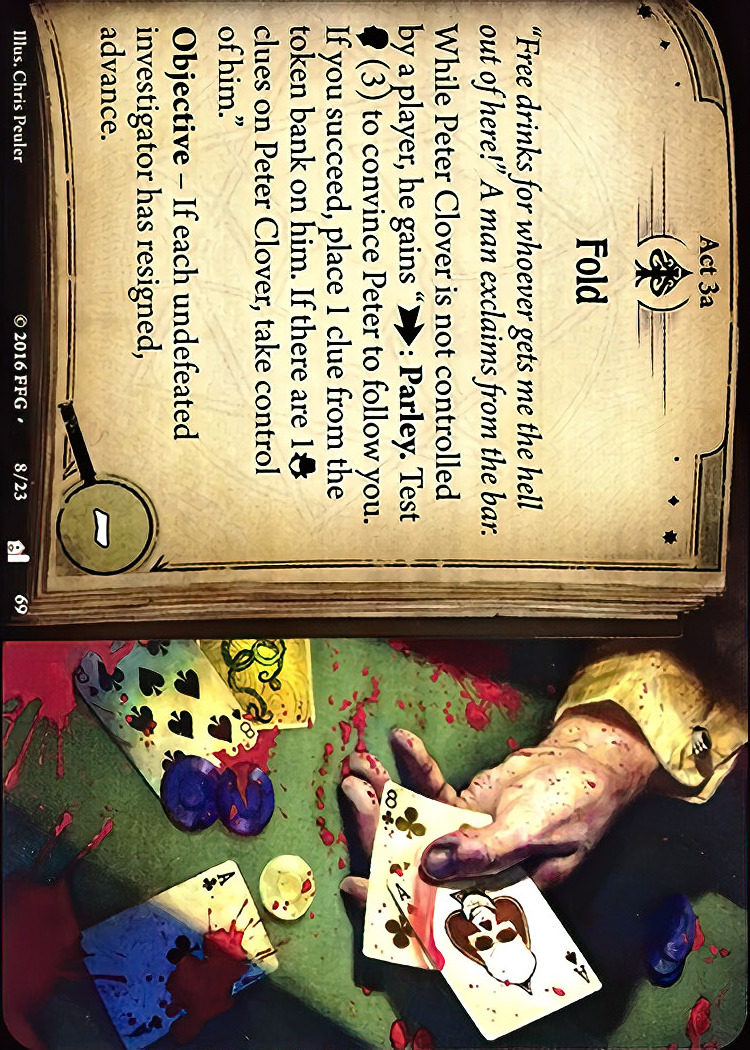 Act 3a
Fold
“Free drinks for whoever gets me the hell
out of here!” A man exclaims from the bar.
While Peter Clover is not controlled
by a player, he gains “ : Parley. Test
(3) to convince Peter to follow you.
If you succeed, place 1 clue from the
token bank on him. If there are 1
clues on Peter Clover, take control
of him.”
Objective – If each undefeated
investigator has resigned,
advance.
–
Illus. Chris Peuler
© 2016 FFG
8/23
69
A
8
A
8
A
8